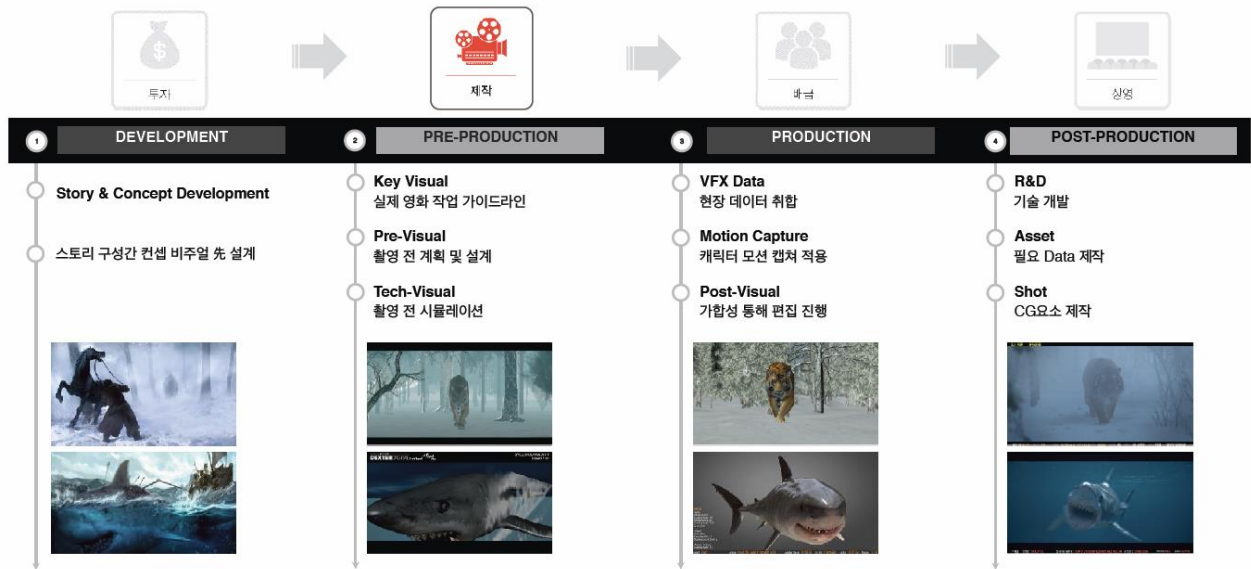 투자
제작
배급
상영
1 DEVELOPMENT
2 PRE-PRODUCTION
3 PRODUCTION
4 POST-PRODUCTION
Story & Concept Development
스토리 구성간 컨셉 비주얼 先 설계
Key Visual
실제 영화 작업 가이드라인
Pre-Visual
촬영 전 계획 및 설계
Tech-Visual
촬영 전 시뮬레이션
VFX Data
현장 데이터 취합
Motion Capture
캐릭터 모션 캡쳐 적용
Post-Visual
가합성 통해 편집 진행
R&D
기술 개발
Asset
필요 Data 제작
Shot
CG요소 제작